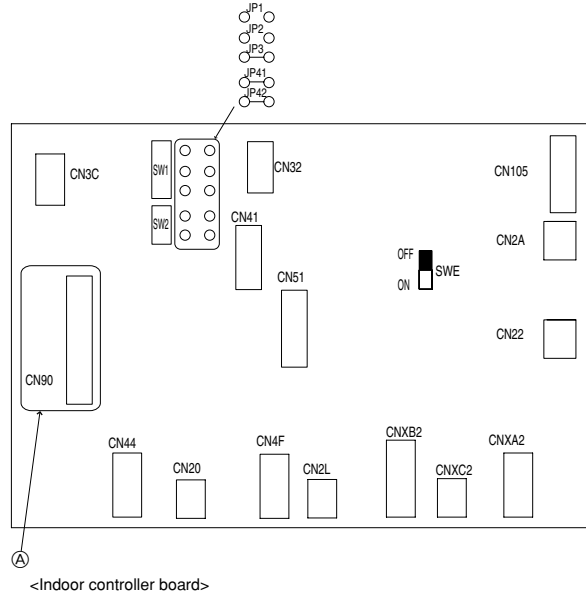 JP1
JP2
JP3
JP41
JP42
CN3C
SW1
CN32
CN105
SW2
CN41
CN2A
OFF
SWE
ON
CN51
CN22
CN90
CN44
CN20
CN4F
CN2L
CNXB2
CNXC2
CNXA2
A
<Indoor controller board>